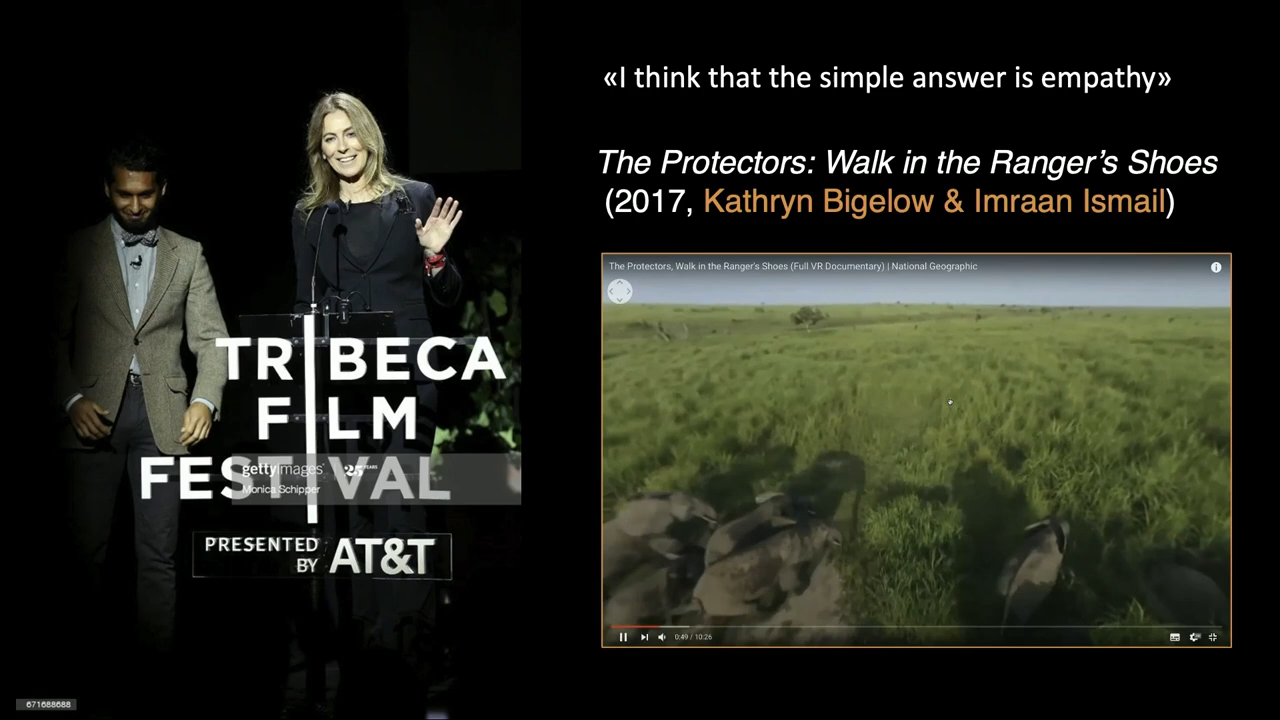 «I think that the simple answer is empathy»
The Protectors: Walk in the Ranger’s Shoes
(2017, Kathryn Bigelow & Imraan Ismail)
The Protectors, Walk in the Ranger's Shoes (Full VR Documentary) | National Geographic
0:49 / 10:26
TRIBECA
FILM
FESTIVAL
gettyimages®
25 YEARS
Monica Schipper
PRESENTED
BY AT&T
671688688